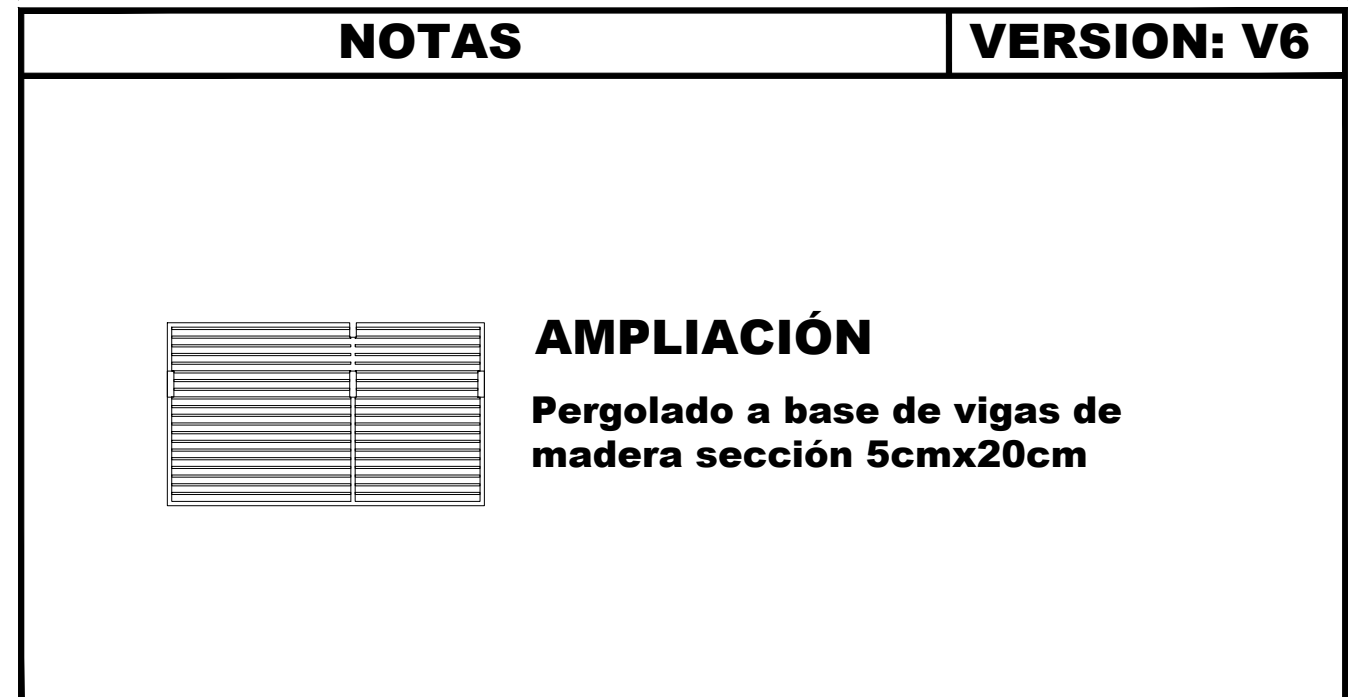 NOTAS
VERSION: V6
AMPLIACIÓN
Pergolado a base de vigas de
madera sección 5cmx20cm